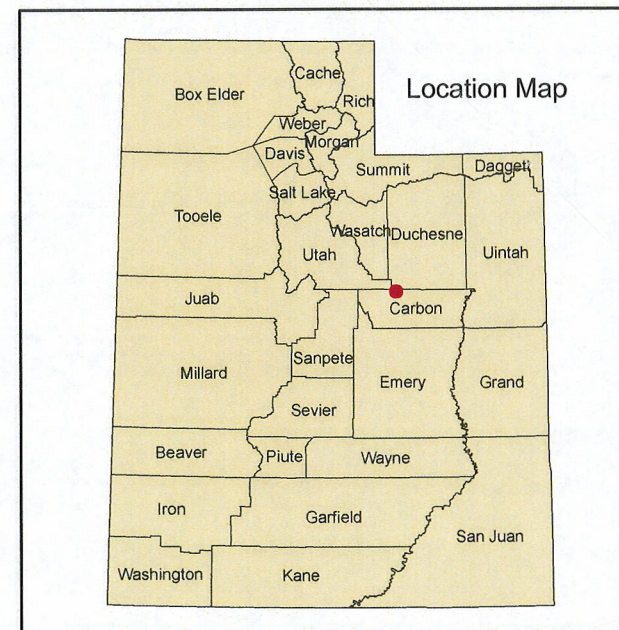 Location Map
Cache
Box Elder
Rich
Weber
Morgan
Davis
Summit
Daggett
Salt Lake
Tooele
Wasatch
Duchesne
Utah
Uintah
Juab
Carbon
Sanpete
Millard
Emery
Grand
Sevier
Beaver
Piute
Wayne
Iron
Garfield
San Juan
Washington
Kane